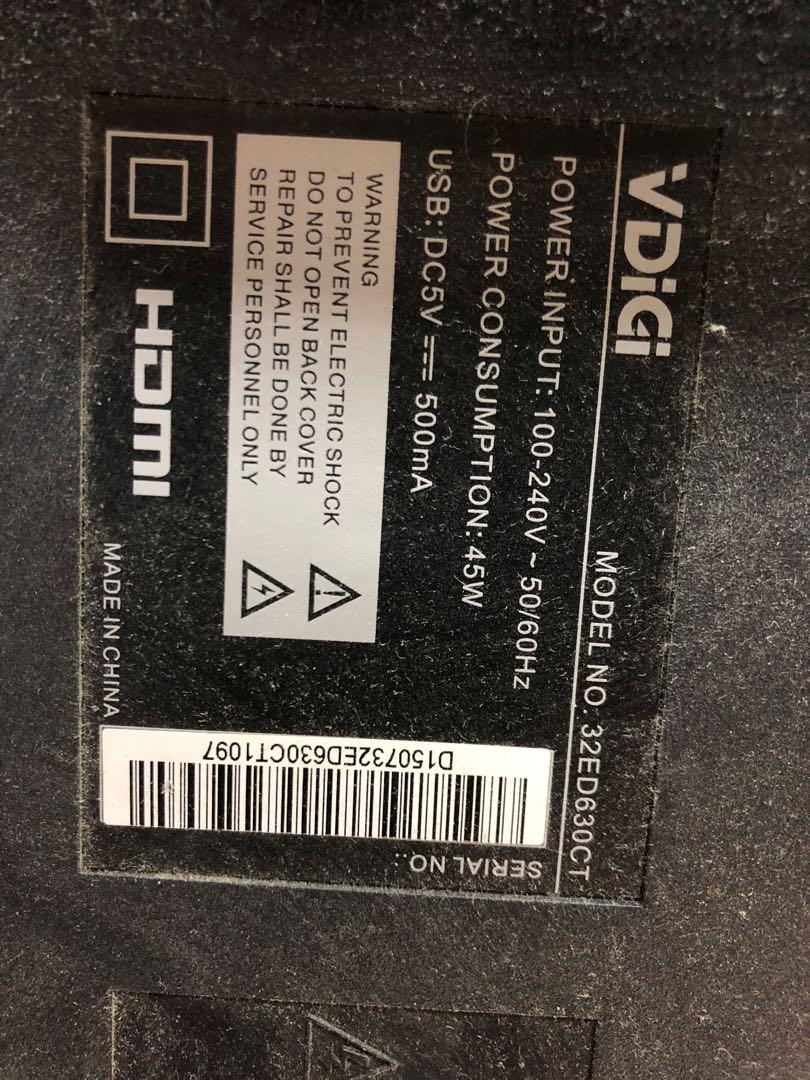 VDiGi
MODEL NO. 32ED630CT
POWER INPUT: 100-240V ~ 50/60Hz
POWER CONSUMPTION: 45W
USB: DC5V ⎓ 500mA
WARNING
TO PREVENT ELECTRIC SHOCK
DO NOT OPEN BACK COVER
REPAIR SHALL BE DONE BY
SERVICE PERSONNEL ONLY
HDMI
MADE IN CHINA
SERIAL NO.:
D150732ED630CT1097